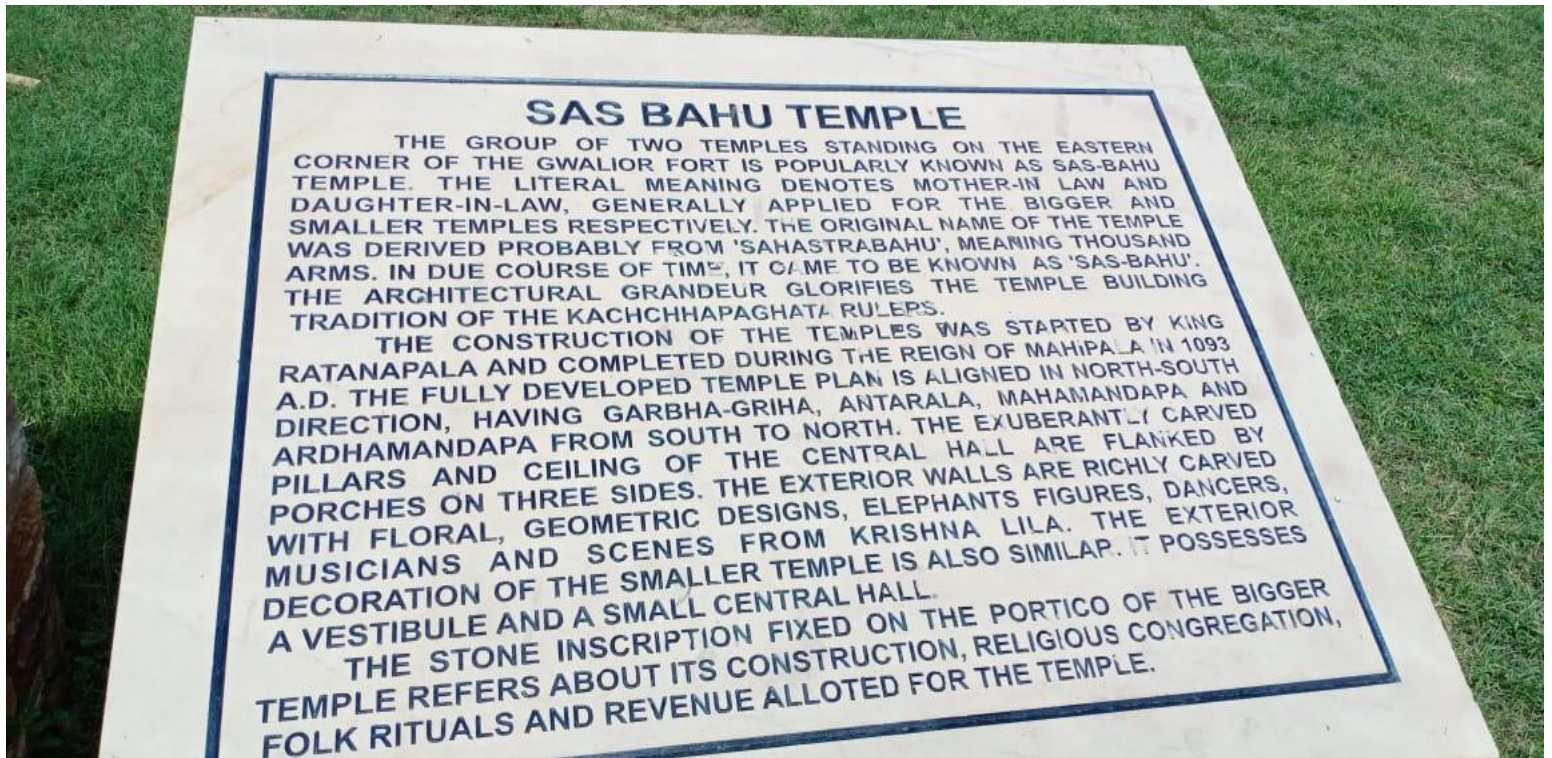 SAS BAHU TEMPLE
THE GROUP OF TWO TEMPLES STANDING ON THE EASTERN
CORNER OF THE GWALIOR FORT IS POPULARLY KNOWN AS SAS-BAHU
TEMPLE. THE LITERAL MEANING DENOTES MOTHER-IN LAW AND
DAUGHTER-IN-LAW, GENERALLY APPLIED FOR THE BIGGER AND
SMALLER TEMPLES RESPECTIVELY. THE ORIGINAL NAME OF THE TEMPLE
WAS DERIVED PROBABLY FROM 'SAHASTRABAHU', MEANING THOUSAND
ARMS. IN DUE COURSE OF TIME, IT CAME TO BE KNOWN AS 'SAS-BAHU'.
THE ARCHITECTURAL GRANDEUR GLORIFIES THE TEMPLE BUILDING
TRADITION OF THE KACHCHHAPAGHATA RULERS.
THE CONSTRUCTION OF THE TEMPLES WAS STARTED BY KING
RATANAPALA AND COMPLETED DURING THE REIGN OF MAHIPALA IN 1093
A.D. THE FULLY DEVELOPED TEMPLE PLAN IS ALIGNED IN NORTH-SOUTH
DIRECTION, HAVING GARBHA-GRIHA, ANTARALA, MAHAMANDAPA AND
ARDHAMANDAPA FROM SOUTH TO NORTH. THE EXUBERANTLY CARVED
PILLARS AND CEILING OF THE CENTRAL HALL ARE FLANKED BY
PORCHES ON THREE SIDES. THE EXTERIOR WALLS ARE RICHLY CARVED
WITH FLORAL, GEOMETRIC DESIGNS, ELEPHANTS FIGURES, DANCERS,
MUSICIANS AND SCENES FROM KRISHNA LILA. THE EXTERIOR
DECORATION OF THE SMALLER TEMPLE IS ALSO SIMILAR. IT POSSESSES
A VESTIBULE AND A SMALL CENTRAL HALL.
THE STONE INSCRIPTION FIXED ON THE PORTICO OF THE BIGGER
TEMPLE REFERS ABOUT ITS CONSTRUCTION, RELIGIOUS CONGREGATION,
FOLK RITUALS AND REVENUE ALLOTED FOR THE TEMPLE.